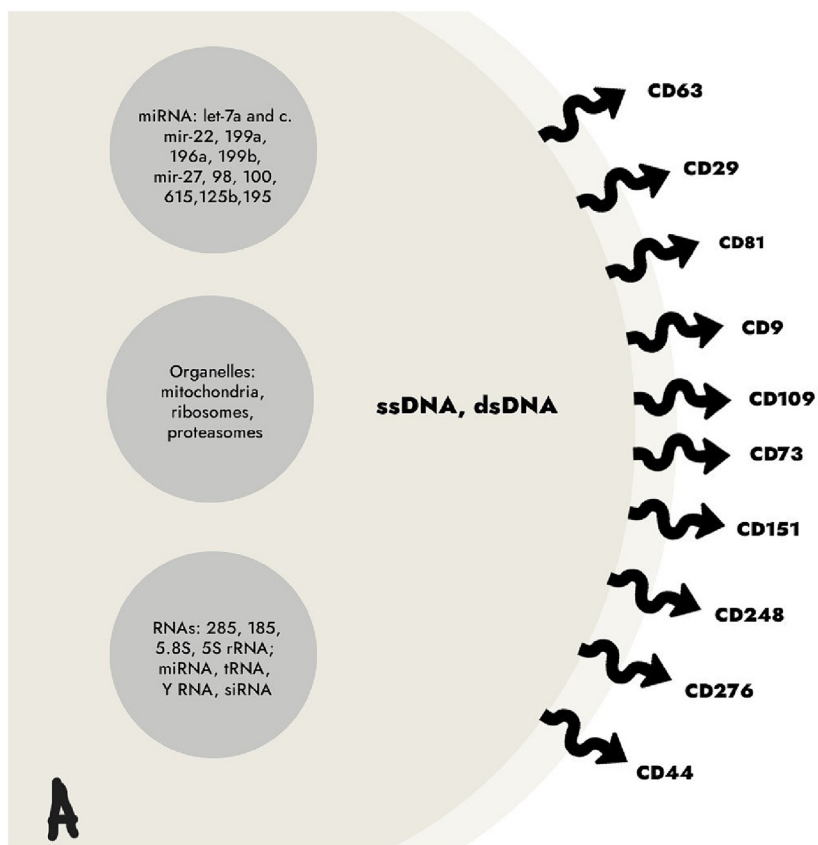 miRNA: let-7a and c.
mir-22, 199a,
196a, 199b,
mir-27, 98, 100,
615,125b,195
Organelles:
mitochondria,
ribosomes,
proteasomes
ssDNA, dsDNA
RNAs: 285, 185,
5.8S, 5S rRNA;
miRNA, tRNA,
Y RNA, siRNA
CD63
CD29
CD81
CD9
CD109
CD73
CD151
CD248
CD276
CD44
A